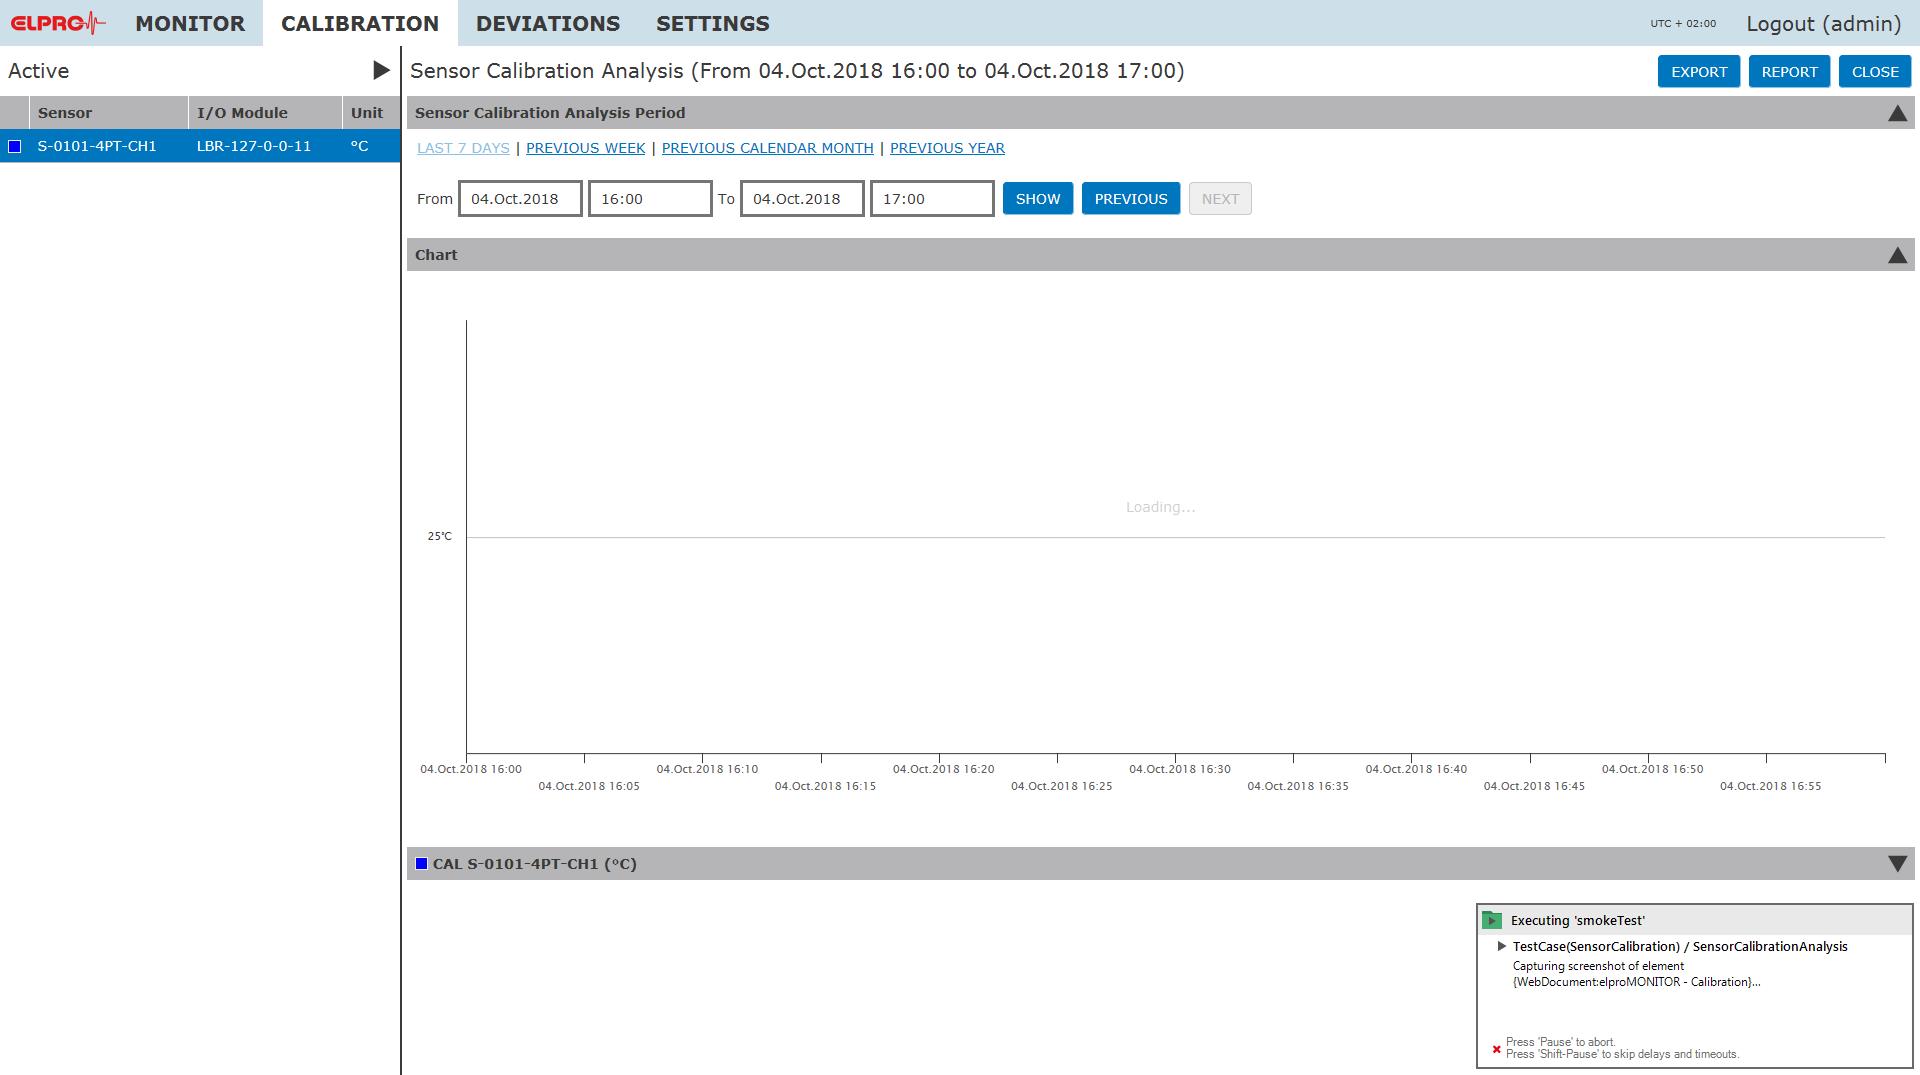 ELPRO MONITOR CALIBRATION DEVIATIONS SETTINGS UTC + 02:00 Logout (admin)
Active
Sensor I/O Module Unit
S-0101-4PT-CH1 LBR-127-0-0-11 °C
Sensor Calibration Analysis (From 04.Oct.2018 16:00 to 04.Oct.2018 17:00) EXPORT REPORT CLOSE
Sensor Calibration Analysis Period
LAST 7 DAYS | PREVIOUS WEEK | PREVIOUS CALENDAR MONTH | PREVIOUS YEAR
From 04.Oct.2018 16:00 To 04.Oct.2018 17:00 SHOW PREVIOUS NEXT
Chart
Loading...
25°C
04.Oct.2018 16:00 04.Oct.2018 16:10 04.Oct.2018 16:20 04.Oct.2018 16:30 04.Oct.2018 16:40 04.Oct.2018 16:50
04.Oct.2018 16:05 04.Oct.2018 16:15 04.Oct.2018 16:25 04.Oct.2018 16:35 04.Oct.2018 16:45 04.Oct.2018 16:55
CAL S-0101-4PT-CH1 (°C)
Executing 'smokeTest'
TestCase(SensorCalibration) / SensorCalibrationAnalysis
Capturing screenshot of element
{WebDocument:elproMONITOR - Calibration}...
Press 'Pause' to abort.
Press 'Shift-Pause' to skip delays and timeouts.